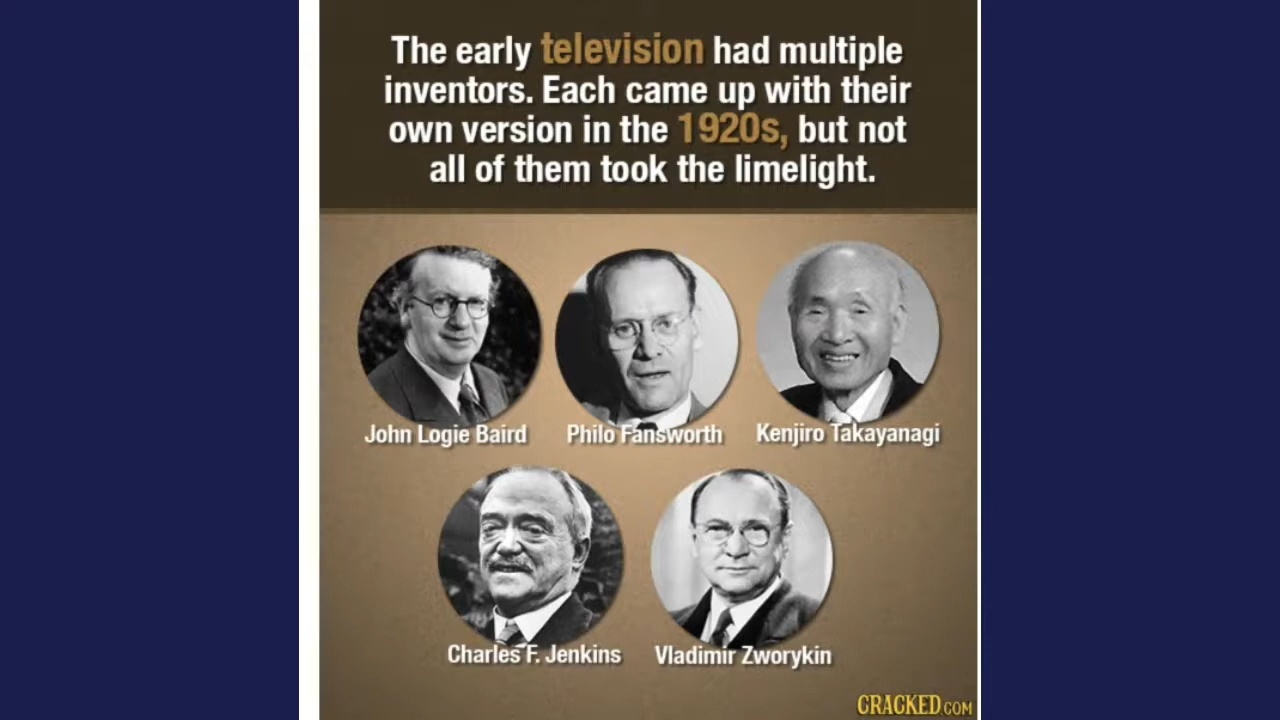 The early television had multiple
inventors. Each came up with their
own version in the 1920s, but not
all of them took the limelight.
John Logie Baird
Philo Fansworth
Kenjiro Takayanagi
Charles F. Jenkins
Vladimir Zworykin
CRACKED.COM